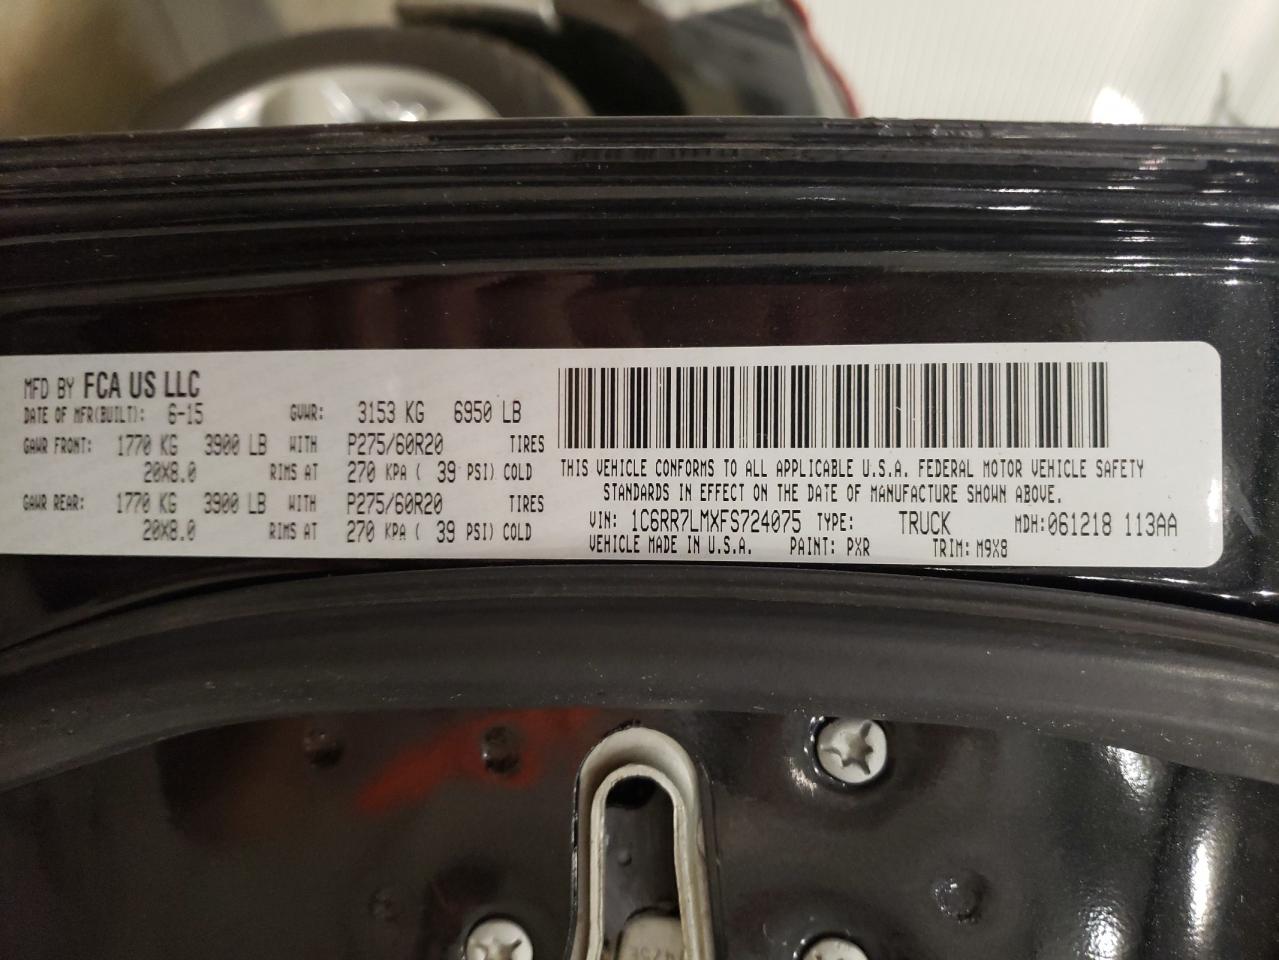 MFD BY FCA US LLC
DATE OF MFR(BUILT): 6-15 GVWR: 3153 KG 6950 LB
GAWR FRONT: 1770 KG 3900 LB WITH P275/60R20 TIRES
20X8.0 RIMS AT 270 KPA ( 39 PSI) COLD
GAWR REAR: 1770 KG 3900 LB WITH P275/60R20 TIRES
20X8.0 RIMS AT 270 KPA ( 39 PSI) COLD
THIS VEHICLE CONFORMS TO ALL APPLICABLE U.S.A. FEDERAL MOTOR VEHICLE SAFETY
STANDARDS IN EFFECT ON THE DATE OF MANUFACTURE SHOWN ABOVE.
VIN: 1C6RR7LMXFS724075 TYPE: TRUCK MDH:061218 113AA
VEHICLE MADE IN U.S.A. PAINT: PXR TRIM: M9X8